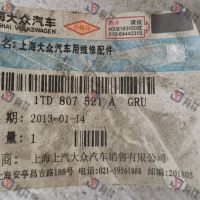 上海大众
SHANGHAI VOLKSWAGEN
名:上海大众汽车用维修配件
1TD 807 521 A GRU
期: 2013-01-14
量: 1
商: 上海上汽大众汽车销售有限公司
上海安亭昌吉路188号 电话:021-59561888 邮编:201805